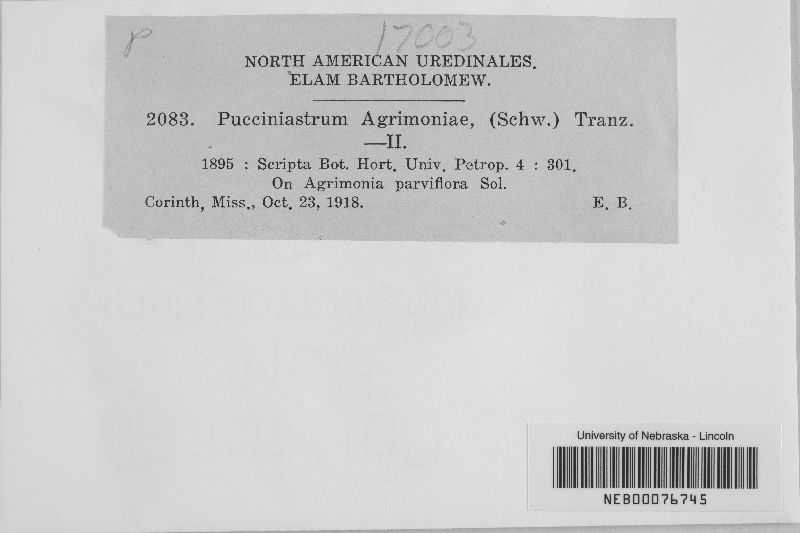 P 17003
NORTH AMERICAN UREDINALES.
ELAM BARTHOLOMEW.
2083. Pucciniastrum Agrimoniae, (Schw.) Tranz.
—II.
1895 : Scripta Bot. Hort. Univ. Petrop. 4 : 301.
On Agrimonia parviflora Sol.
Corinth, Miss., Oct. 23, 1918. E. B.
University of Nebraska - Lincoln
NEB00076745